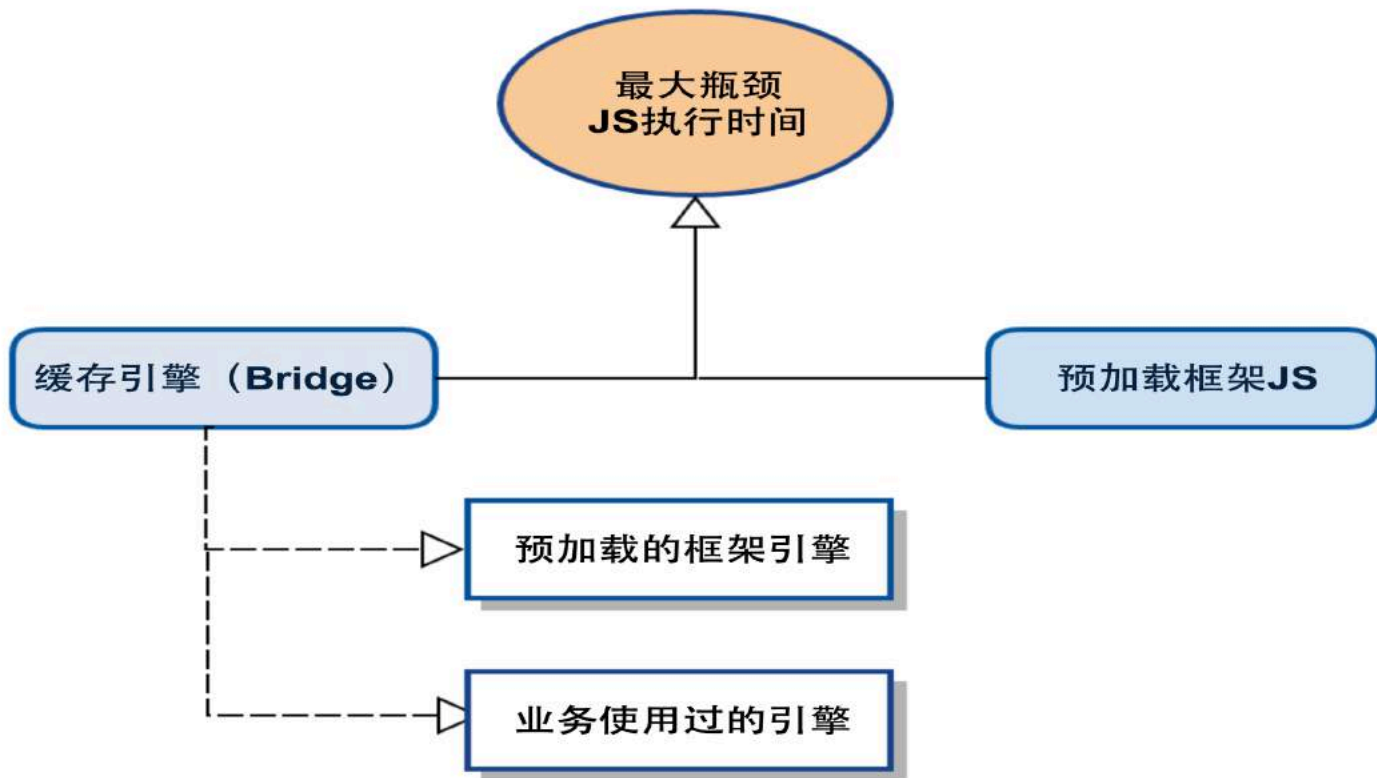 最大瓶颈
JS执行时间
缓存引擎（Bridge）
预加载框架JS
预加载的框架引擎
业务使用过的引擎